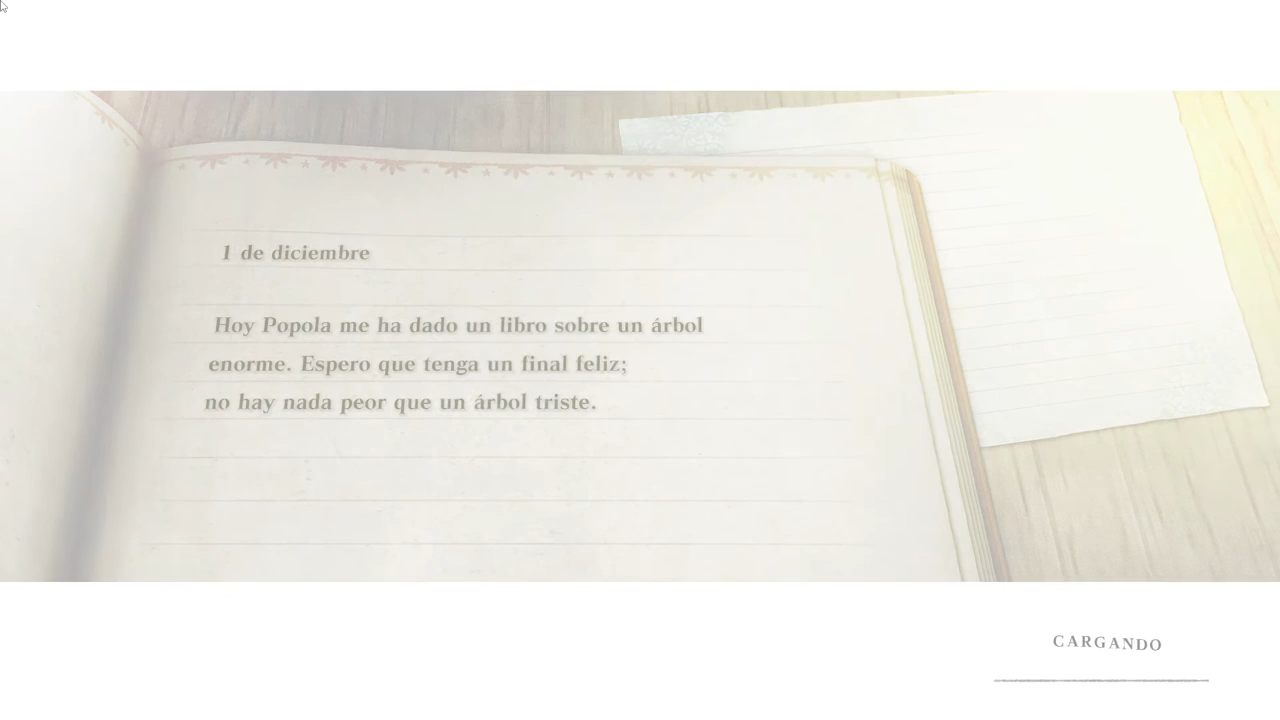 1 de diciembre
Hoy Popola me ha dado un libro sobre un árbol
enorme. Espero que tenga un final feliz;
no hay nada peor que un árbol triste.
CARGANDO